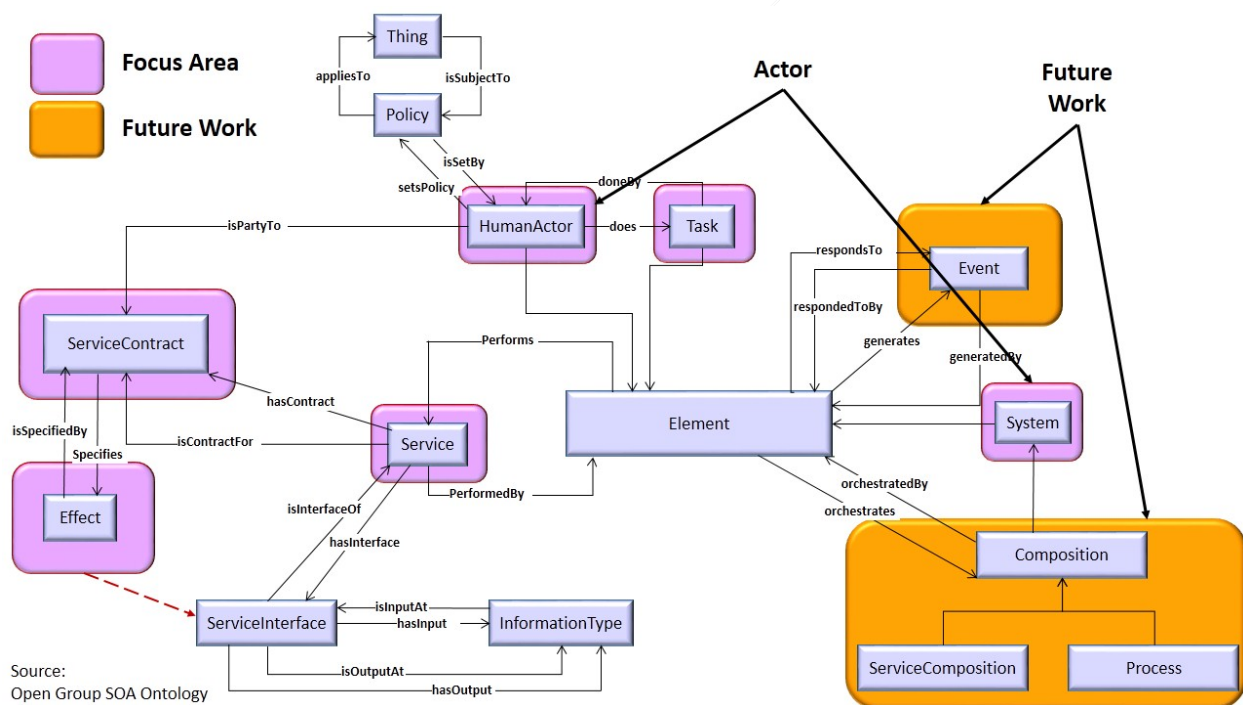 Focus Area
Future Work
Thing
appliesTo
isSubjectTo
Policy
isSetBy
setsPolicy
Actor
Future
Work
doneBy
HumanActor
does
Task
isPartyTo
respondsTo
Event
respondedToBy
generates
generatedBy
ServiceContract
Performs
hasContract
isSpecifiedBy
isContractFor
Service
Element
System
Specifies
PerformedBy
orchestratedBy
orchestrates
Effect
isInterfaceOf
hasInterface
Composition
ServiceInterface
isInputAt
hasInput
InformationType
ServiceComposition
Process
isOutputAt
hasOutput
Source:
Open Group SOA Ontology